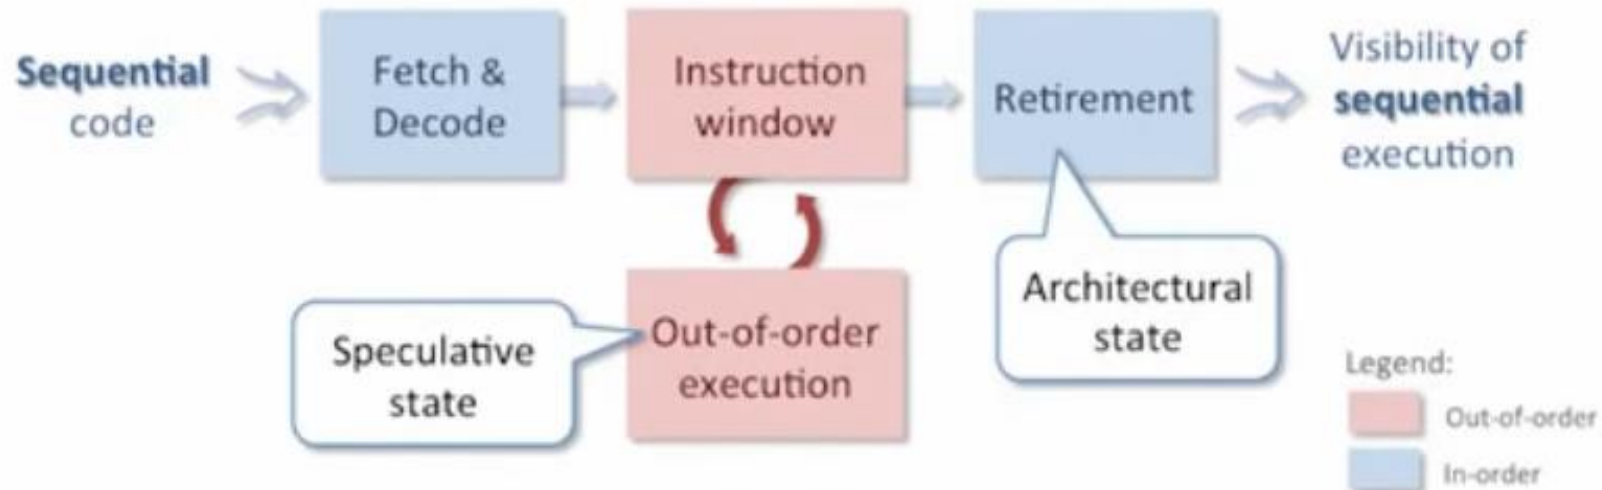 Sequential
code
Fetch &
Decode
Instruction
window
Retirement
Visibility of
sequential
execution
Speculative
state
Out-of-order
execution
Architectural
state
Legend:
Out-of-order
In-order